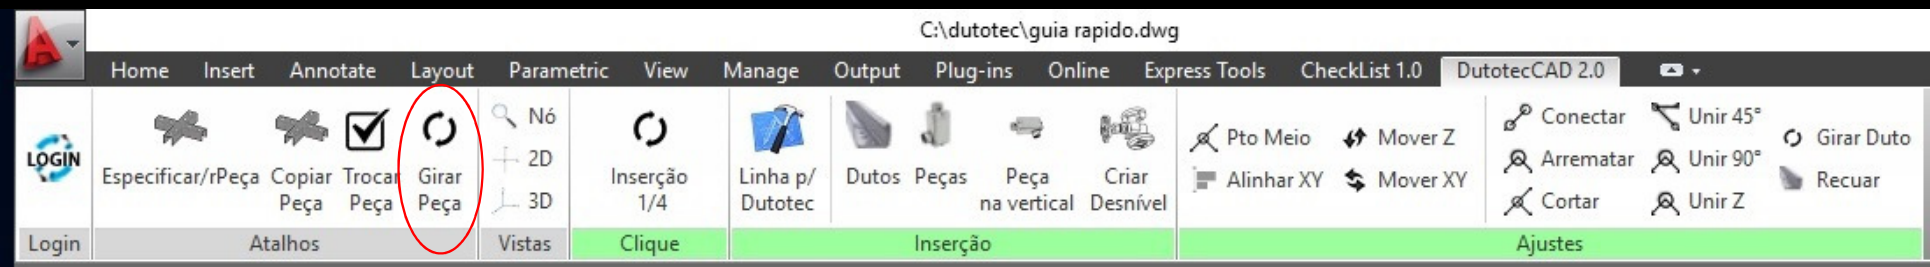 C:\dutotec\guia rapido.dwg
Home Insert Annotate Layout Parametric View Manage Output Plug-ins Online Express Tools CheckList 1.0 DutotecCAD 2.0
LOGIN
Especificar/rPeça
Copiar
Peça
Trocar
Peça
Girar
Peça
Nó
2D
3D
Inserção
1/4
Linha p/
Dutotec
Dutos
Peças
Peça
na vertical
Criar
Desnível
Pto Meio
Alinhar XY
Mover Z
Mover XY
Conectar
Arrematar
Cortar
Unir 45°
Unir 90°
Unir Z
Girar Duto
Recuar
Login Atalhos Vistas Clique Inserção Ajustes